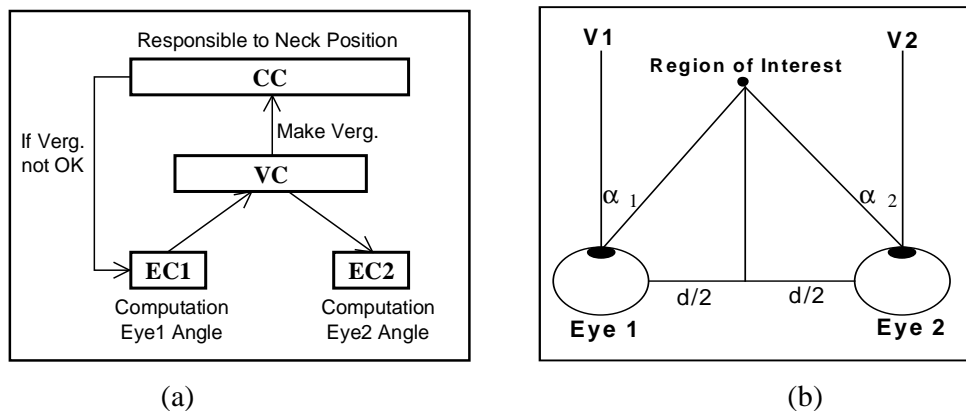 Responsible to Neck Position
CC
If Verg.
not OK
Make Verg.
VC
EC1
EC2
Computation
Eye1 Angle
Computation
Eye2 Angle
(a)
V1
V2
Region of Interest
α 1
α 2
d/2
d/2
Eye 1
Eye 2
(b)